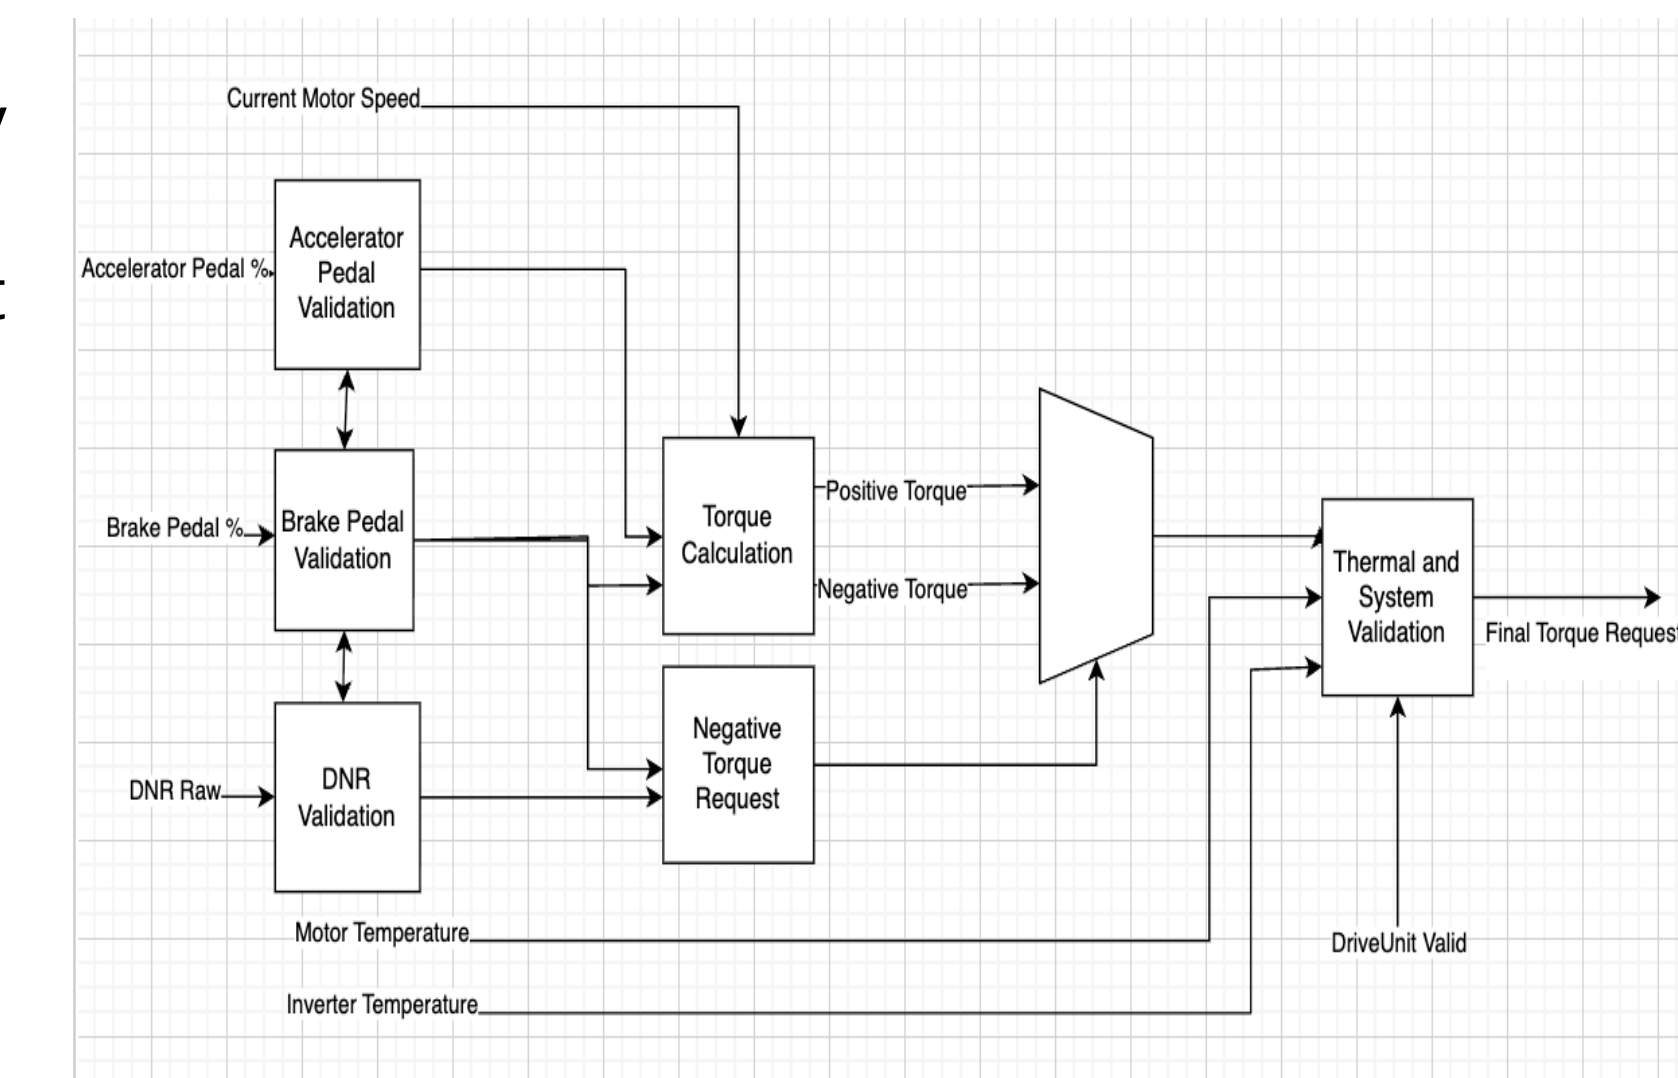 Current Motor Speed
Accelerator
Pedal
Validation
Accelerator Pedal %
Brake Pedal %
Brake Pedal
Validation
DNR Raw
DNR
Validation
Torque
Calculation
Positive Torque
Negative Torque
Negative
Torque
Request
Thermal and
System
Validation
Final Torque Request
Motor Temperature
DriveUnit Valid
Inverter Temperature